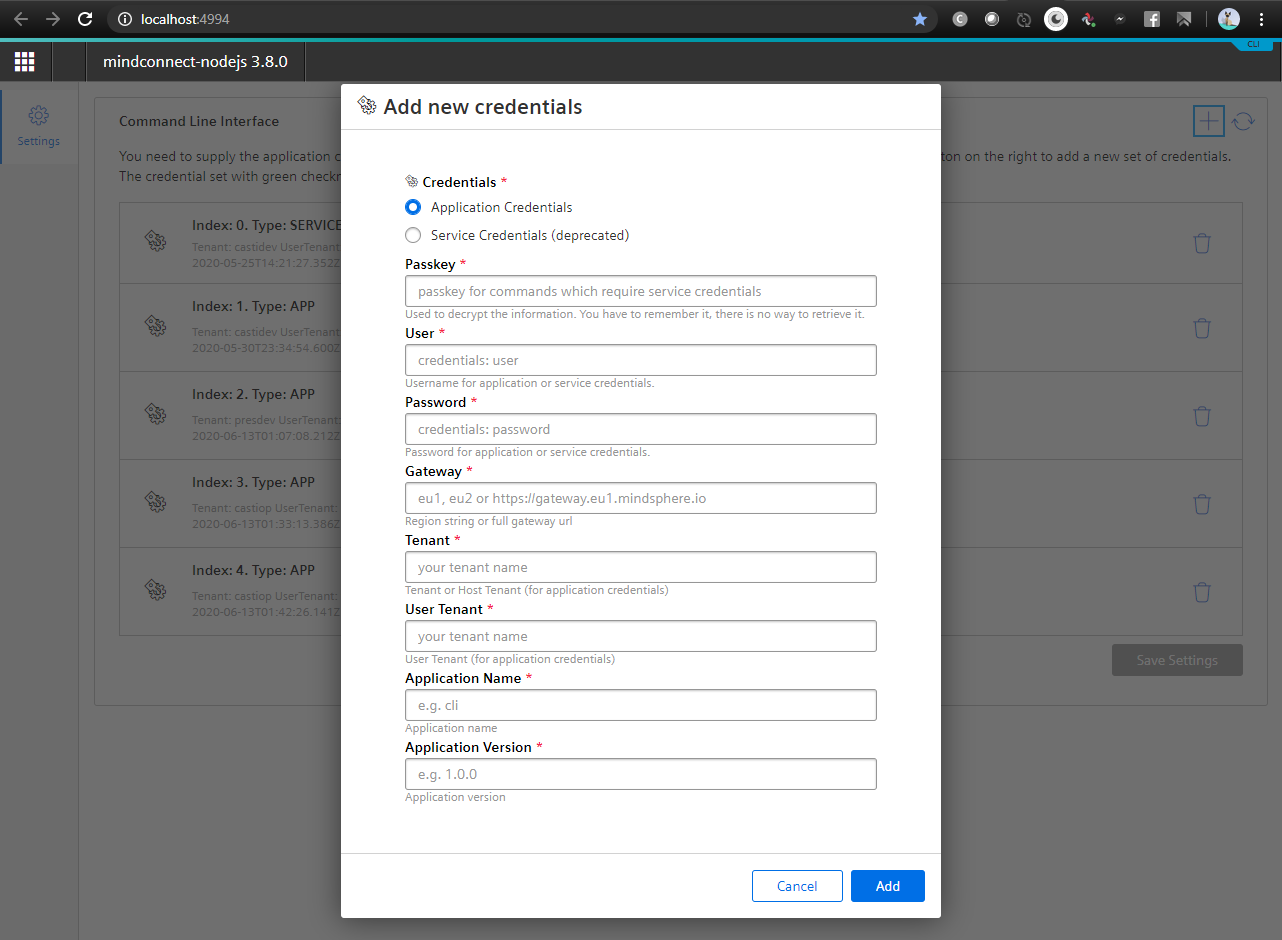 localhost:4994
CLI
mindconnect-nodejs 3.8.0
Settings
Command Line Interface
You need to supply the application c
ton on the right to add a new set of credentials.
The credential set with green checkm
Index: 0. Type: SERVICE
Tenant: castidev UserTenant:
2020-05-25T14:21:27.352Z
Index: 1. Type: APP
Tenant: castidev UserTenant:
2020-05-30T23:34:54.600Z
Index: 2. Type: APP
Tenant: presdev UserTenant:
2020-06-13T01:07:08.212Z
Index: 3. Type: APP
Tenant: castiop UserTenant:
2020-06-13T01:33:13.386Z
Index: 4. Type: APP
Tenant: castiop UserTenant:
2020-06-13T01:42:26.141Z
Save Settings
Add new credentials
Credentials *
Application Credentials
Service Credentials (deprecated)
Passkey *
passkey for commands which require service credentials
Used to decrypt the information. You have to remember it, there is no way to retrieve it.
User *
credentials: user
Username for application or service credentials.
Password *
credentials: password
Password for application or service credentials.
Gateway *
eu1, eu2 or https://gateway.eu1.mindsphere.io
Region string or full gateway url
Tenant *
your tenant name
Tenant or Host Tenant (for application credentials)
User Tenant *
your tenant name
User Tenant (for application credentials)
Application Name *
e.g. cli
Application name
Application Version *
e.g. 1.0.0
Application version
Cancel
Add